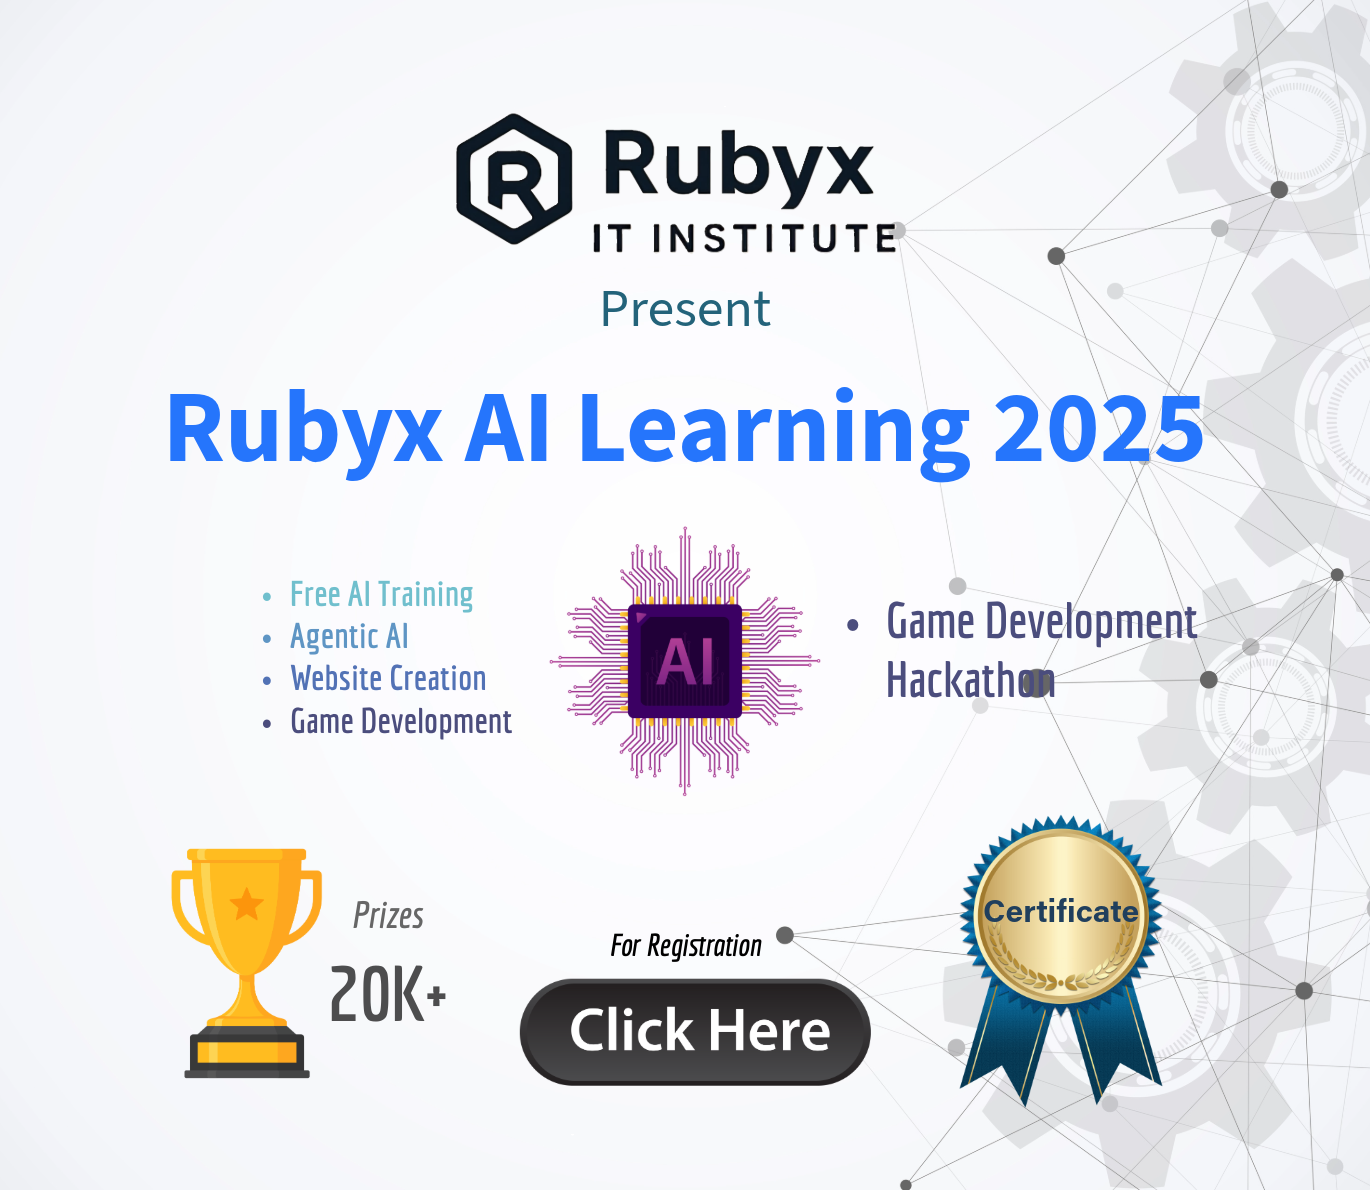 Rubyx
IT INSTITUTE
Present
Rubyx AI Learning 2025
• Free AI Training
• Agentic AI
• Website Creation
• Game Development
AI
• Game Development
Hackathon
Prizes
20K+
For Registration
Click Here
Certificate